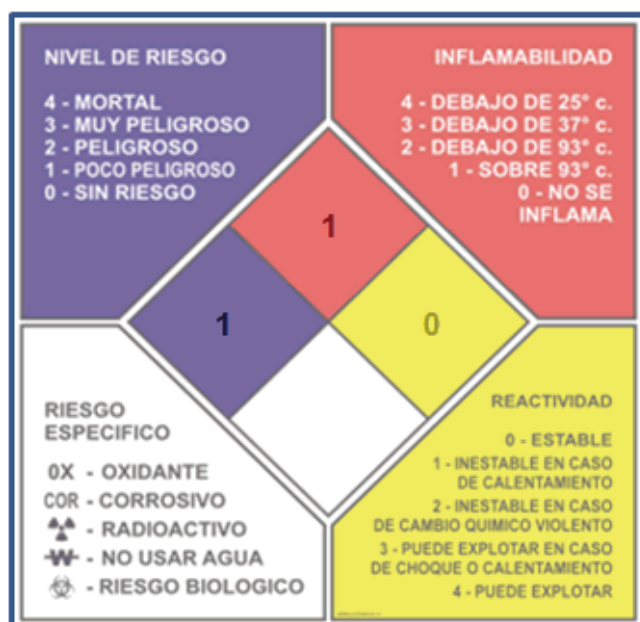 NIVEL DE RIESGO
4 - MORTAL
3 - MUY PELIGROSO
2 - PELIGROSO
1 - POCO PELIGROSO
0 - SIN RIESGO
INFLAMABILIDAD
4 - DEBAJO DE 25° c.
3 - DEBAJO DE 37° c.
2 - DEBAJO DE 93° c.
1 - SOBRE 93° c.
0 - NO SE
INFLAMA
1
1
0
RIESGO
ESPECIFICO
0X - OXIDANTE
COR - CORROSIVO
- RADIOACTIVO
W - NO USAR AGUA
- RIESGO BIOLOGICO
REACTIVIDAD
0 - ESTABLE
1 - INESTABLE EN CASO
DE CALENTAMIENTO
2 - INESTABLE EN CASO
DE CAMBIO QUIMICO VIOLENTO
3 - PUEDE EXPLOTAR EN CASO
DE CHOQUE O CALENTAMIENTO
4 - PUEDE EXPLOTAR